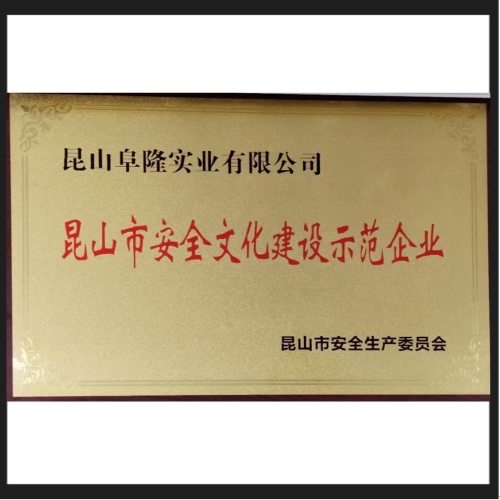 昆山阜隆实业有限公司
昆山市安全文化建设示范企业
昆山市安全生产委员会